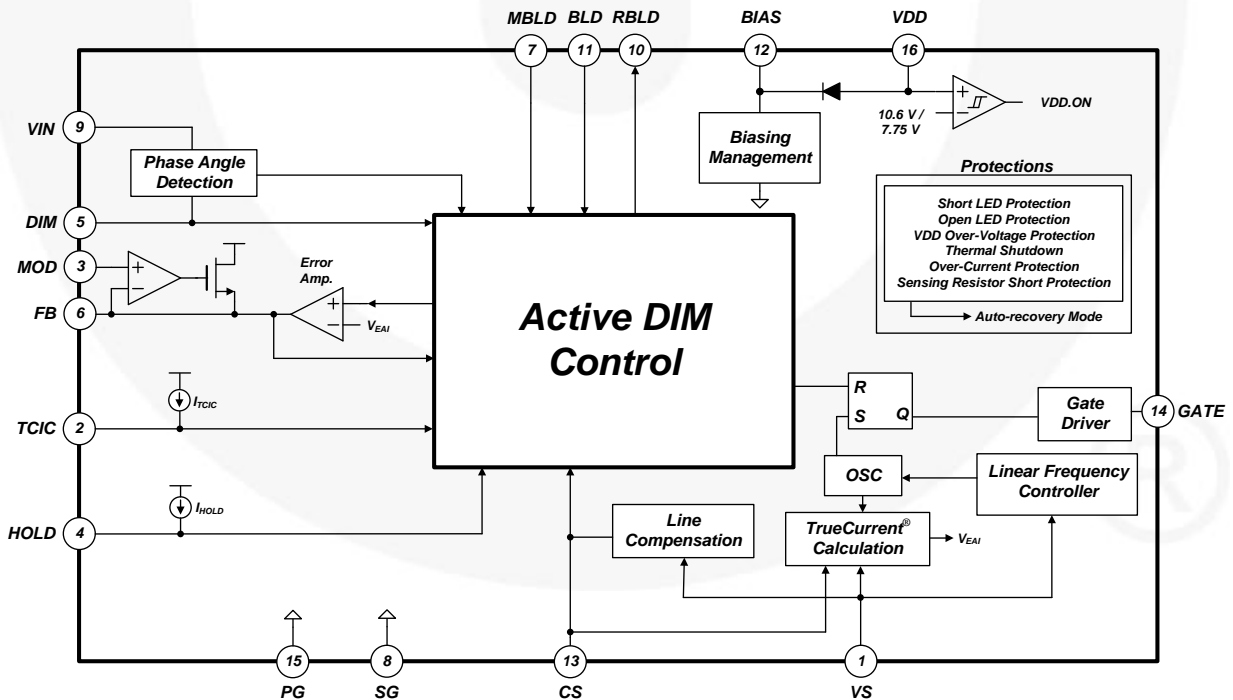 MBLD
BLD
RBLD
BIAS
VDD
7
11
10
12
16
+
−
10.6 V /
7.75 V
VDD.ON
VIN
9
Phase Angle
Detection
Biasing
Management
Protections
Short LED Protection
Open LED Protection
VDD Over-Voltage Protection
Thermal Shutdown
Over-Current Protection
Sensing Resistor Short Protection
Auto-recovery Mode
DIM
5
MOD
3
+
−
FB
6
Error
Amp.
+
−
VEAI
Active DIM
Control
ITCIC
TCIC
2
R
S
Q
Gate
Driver
14
GATE
OSC
Linear Frequency
Controller
IHOLD
HOLD
4
Line
Compensation
TrueCurrent®
Calculation
VEAI
15
8
13
1
PG
SG
CS
VS
®